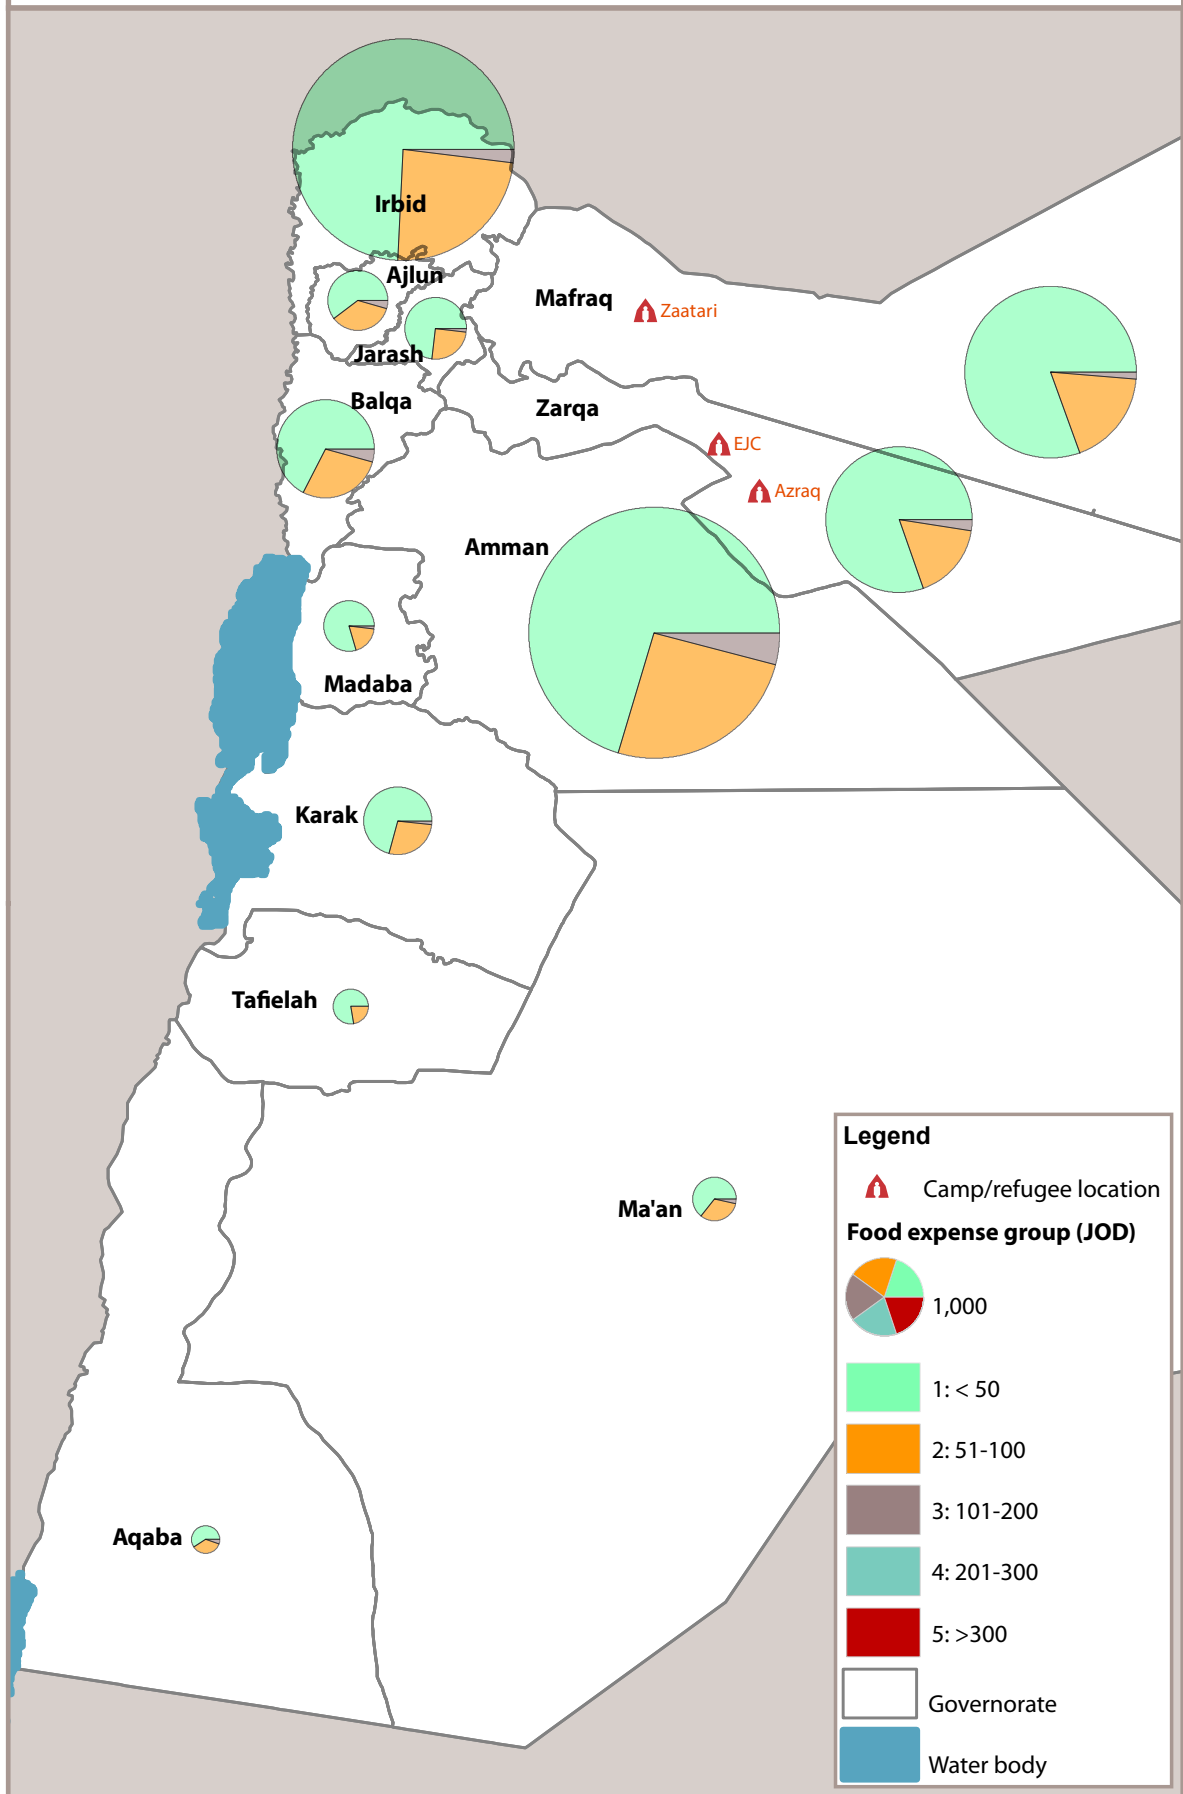 Irbid
Ajlun
Mafraq
Zaatari
Jarash
Balqa
Zarqa
EJC
Azraq
Amman
Madaba
Karak
Tafielah
Ma'an
Aqaba
Legend
Camp/refugee location
Food expense group (JOD)
1,000
1: < 50
2: 51-100
3: 101-200
4: 201-300
5: >300
Governorate
Water body